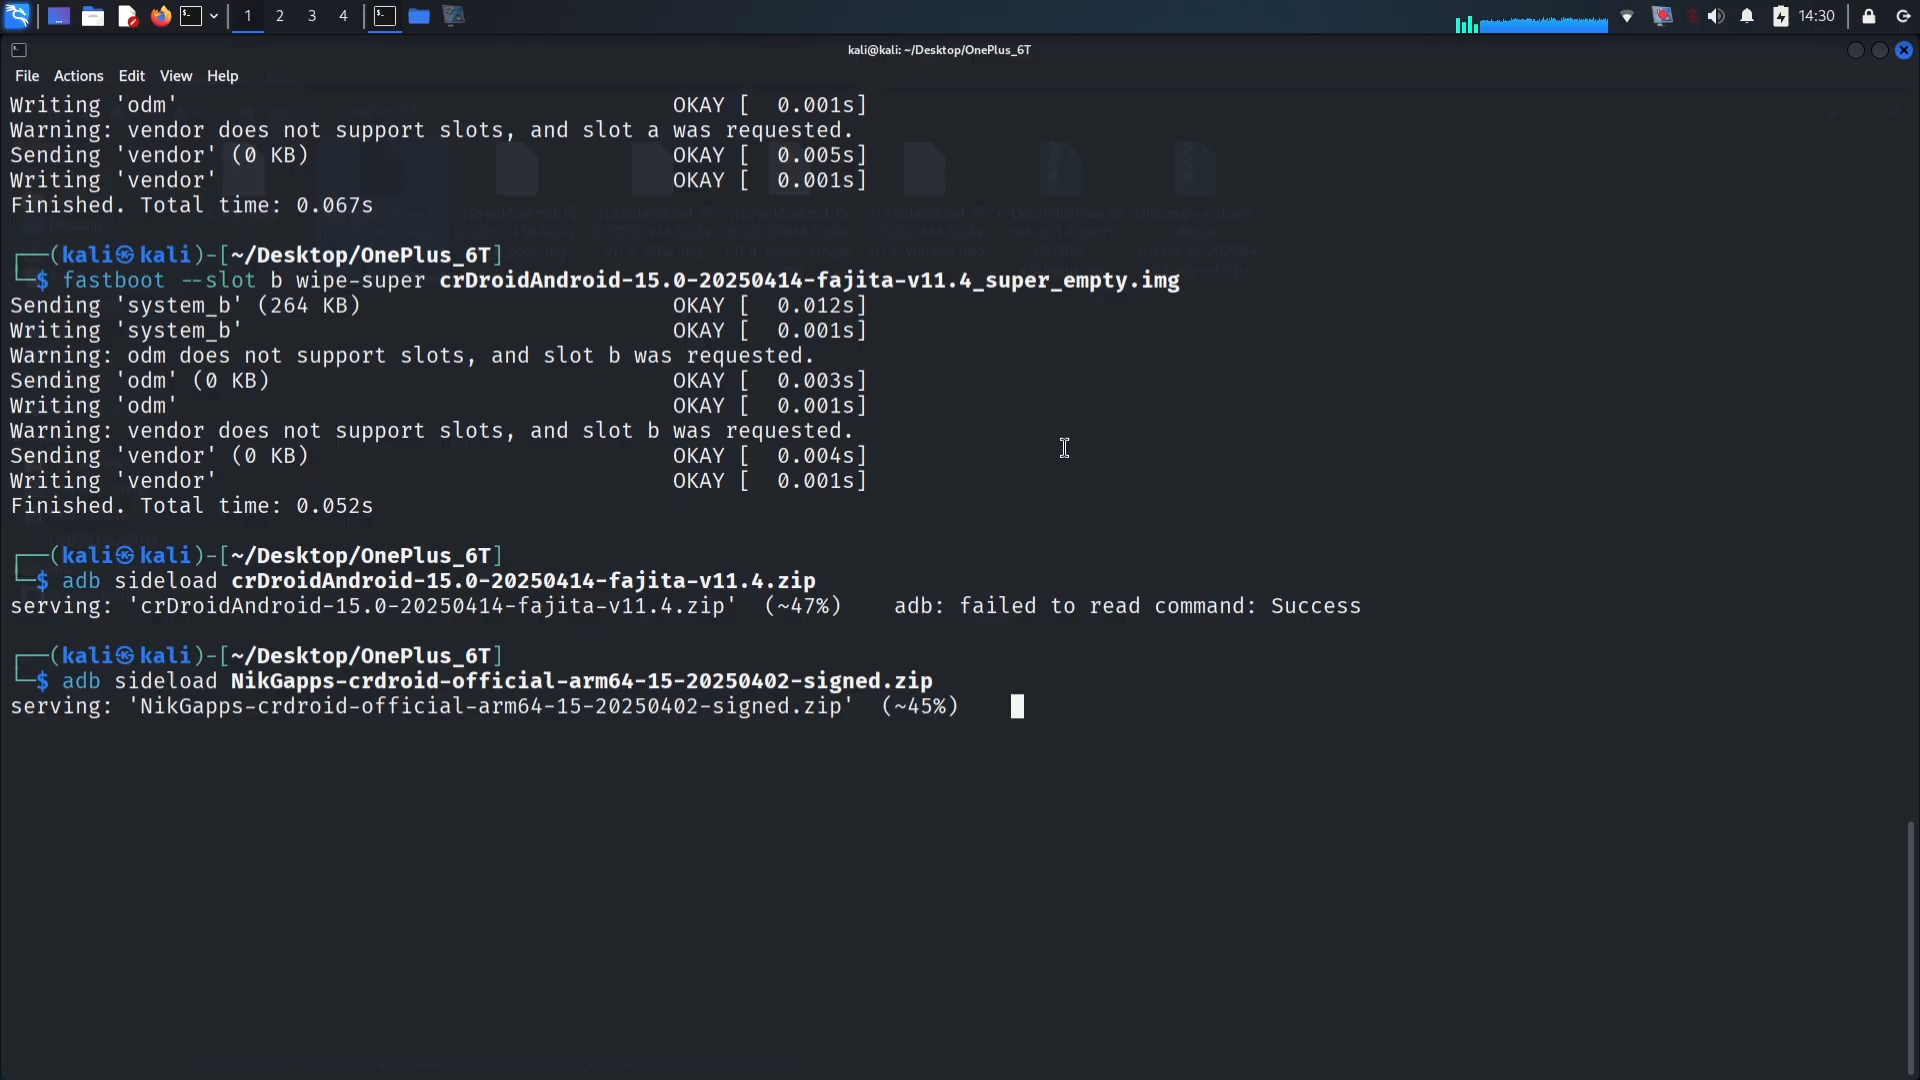 1 2 3 4 14:30
kali@kali: ~/Desktop/OnePlus_6T
File Actions Edit View Help
Writing 'odm' OKAY [ 0.001s]
Warning: vendor does not support slots, and slot a was requested.
Sending 'vendor' (0 KB) OKAY [ 0.005s]
Writing 'vendor' OKAY [ 0.001s]
Finished. Total time: 0.067s
┌──(kali㉿kali)-[~/Desktop/OnePlus_6T]
└─$ fastboot --slot b wipe-super crDroidAndroid-15.0-20250414-fajita-v11.4_super_empty.img
Sending 'system_b' (264 KB) OKAY [ 0.012s]
Writing 'system_b' OKAY [ 0.001s]
Warning: odm does not support slots, and slot b was requested.
Sending 'odm' (0 KB) OKAY [ 0.003s]
Writing 'odm' OKAY [ 0.001s]
Warning: vendor does not support slots, and slot b was requested.
Sending 'vendor' (0 KB) OKAY [ 0.004s]
Writing 'vendor' OKAY [ 0.001s]
Finished. Total time: 0.052s
┌──(kali㉿kali)-[~/Desktop/OnePlus_6T]
└─$ adb sideload crDroidAndroid-15.0-20250414-fajita-v11.4.zip
serving: 'crDroidAndroid-15.0-20250414-fajita-v11.4.zip' (~47%) adb: failed to read command: Success
┌──(kali㉿kali)-[~/Desktop/OnePlus_6T]
└─$ adb sideload NikGapps-crdroid-official-arm64-15-20250402-signed.zip
serving: 'NikGapps-crdroid-official-arm64-15-20250402-signed.zip' (~45%)